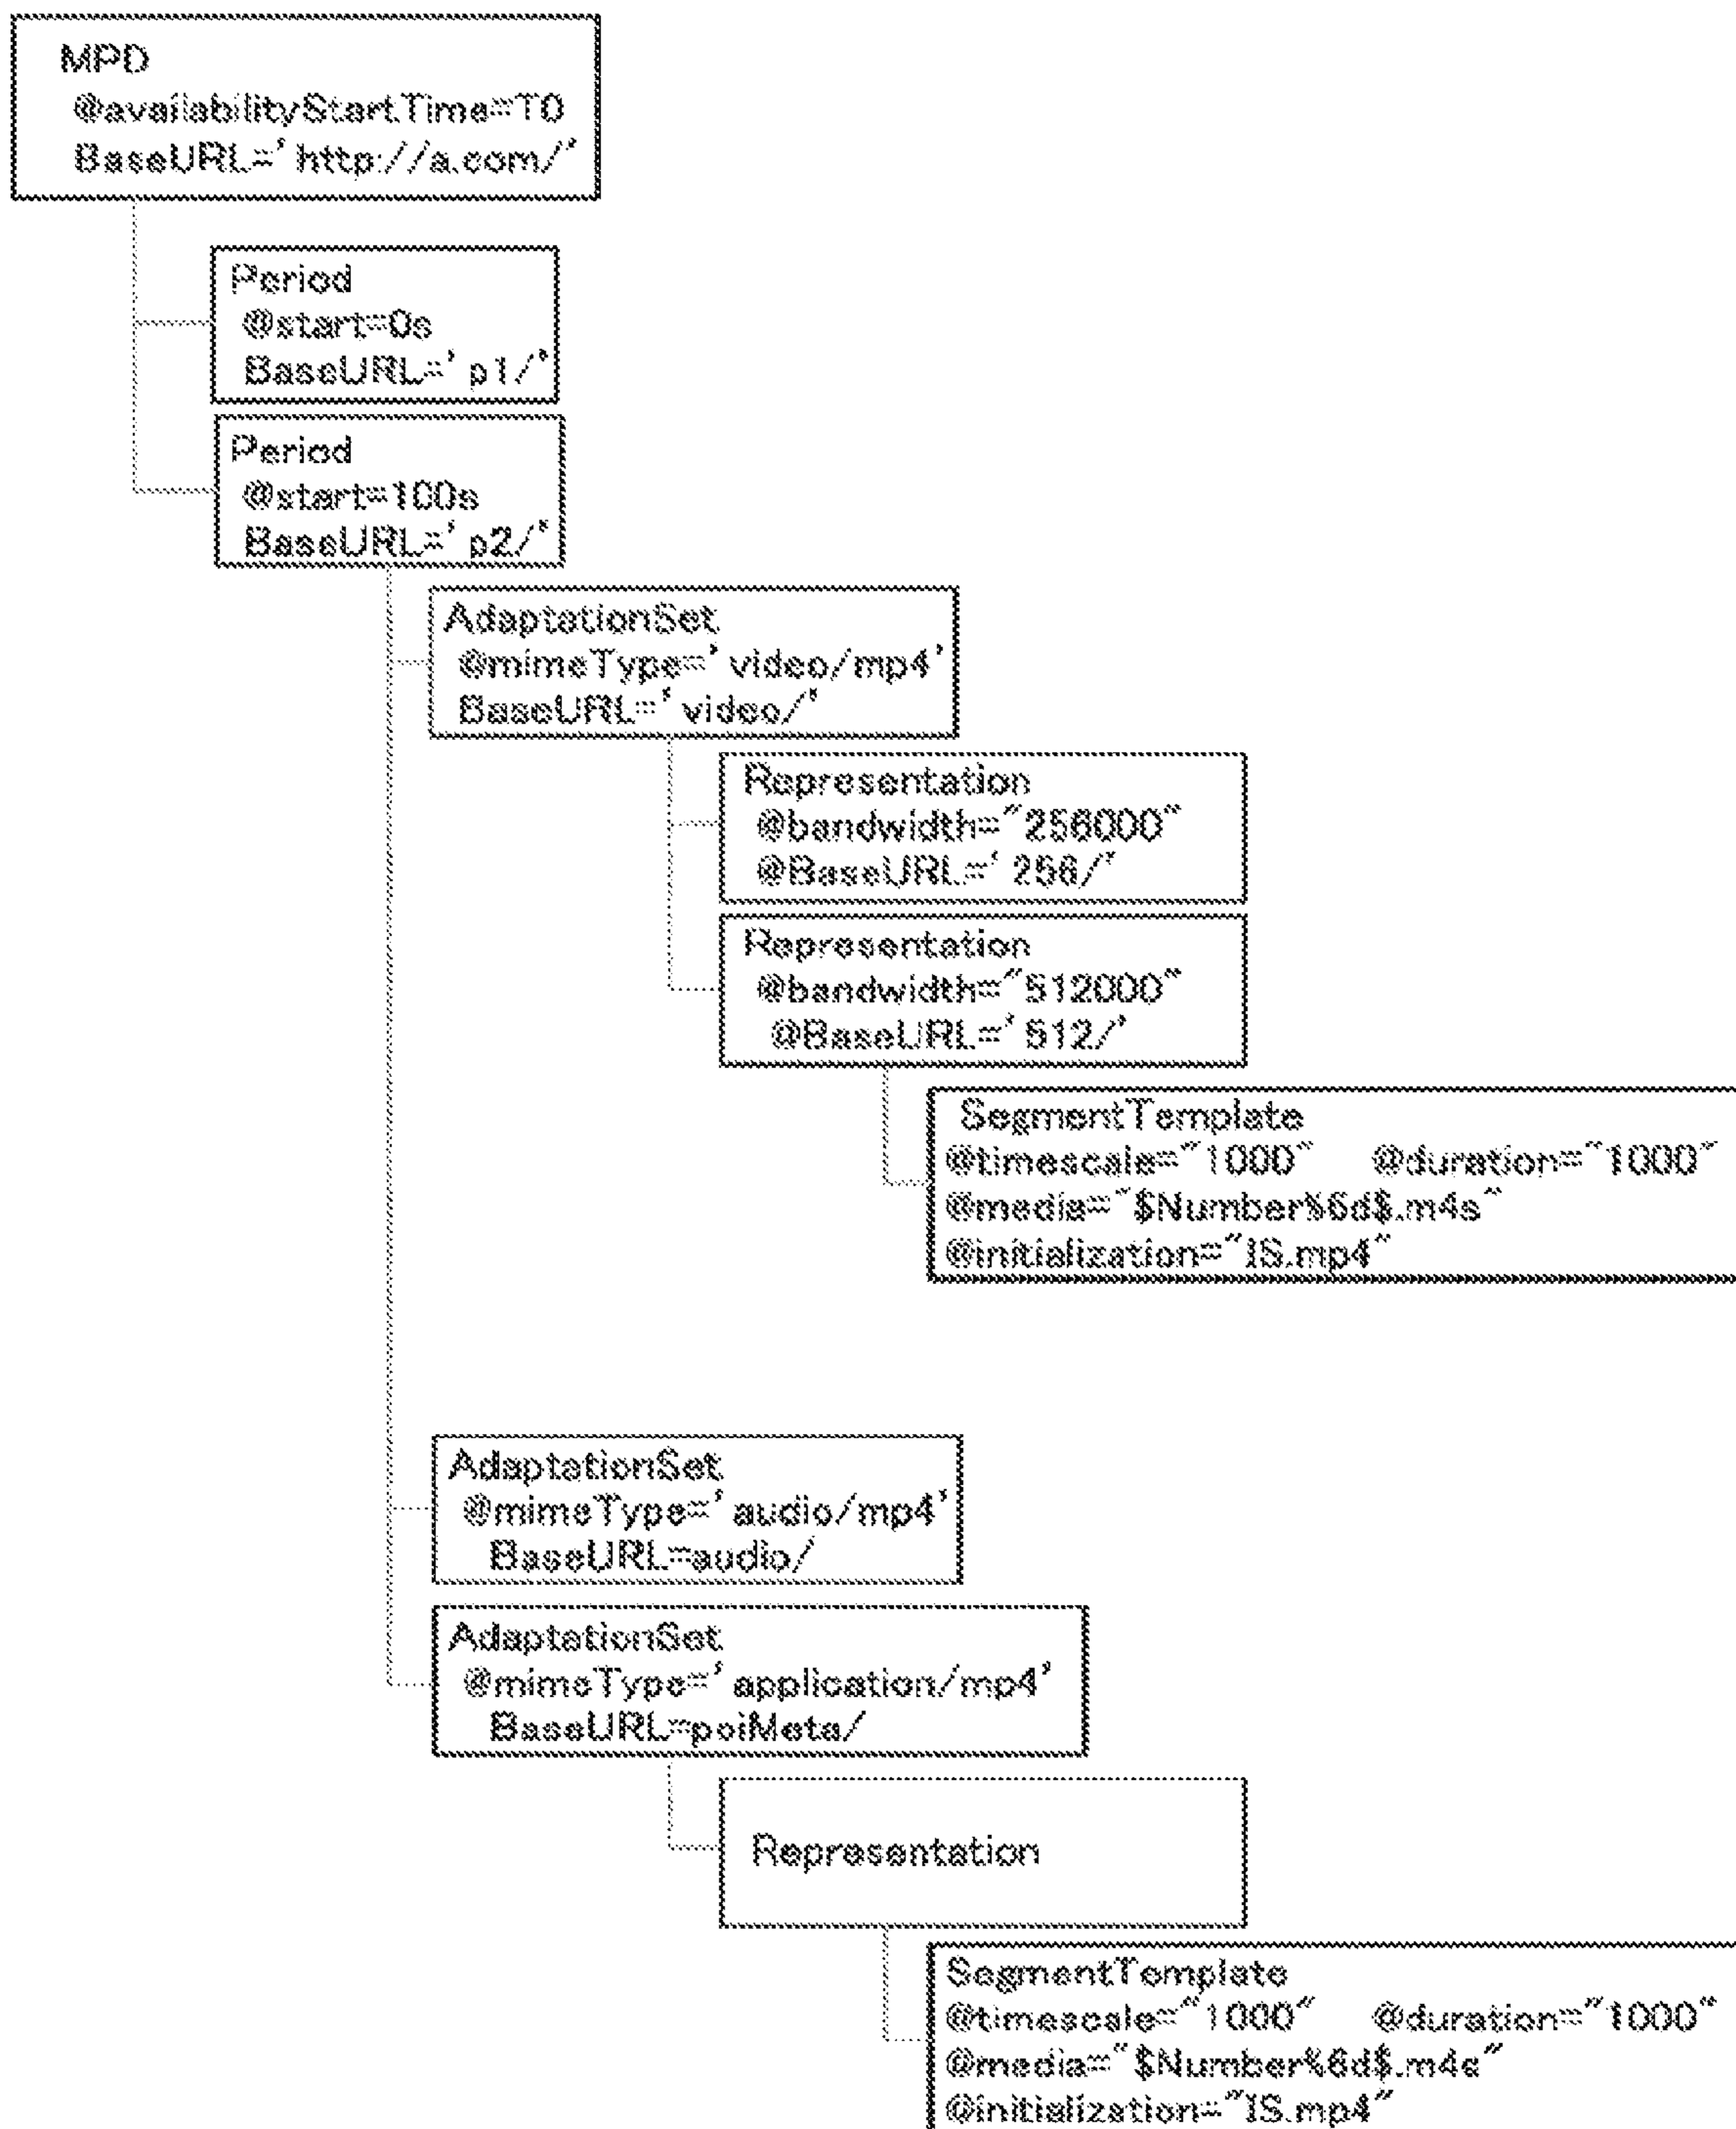 MPD
@availabilityStartTime=T0
BaseURL='http://a.com/'
Period
@start=0s
BaseURL='p1/'
Period
@start=100s
BaseURL='p2/'
AdaptationSet
@mimeType='video/mp4'
BaseURL='video/'
Representation
@bandwidth="256000"
@BaseURL='256/'
Representation
@bandwidth="512000"
@BaseURL='512/'
SegmentTemplate
@timescale="1000" @duration="1000"
@media="$Number%6d$.m4s"
@initialization="IS.mp4"
AdaptationSet
@mimeType='audio/mp4'
BaseURL=audio/
AdaptationSet
@mimeType='application/mp4'
BaseURL=poiMeta/
Representation
SegmentTemplate
@timescale="1000" @duration="1000"
@media="$Number%6d$.m4s"
@initialization="IS.mp4"